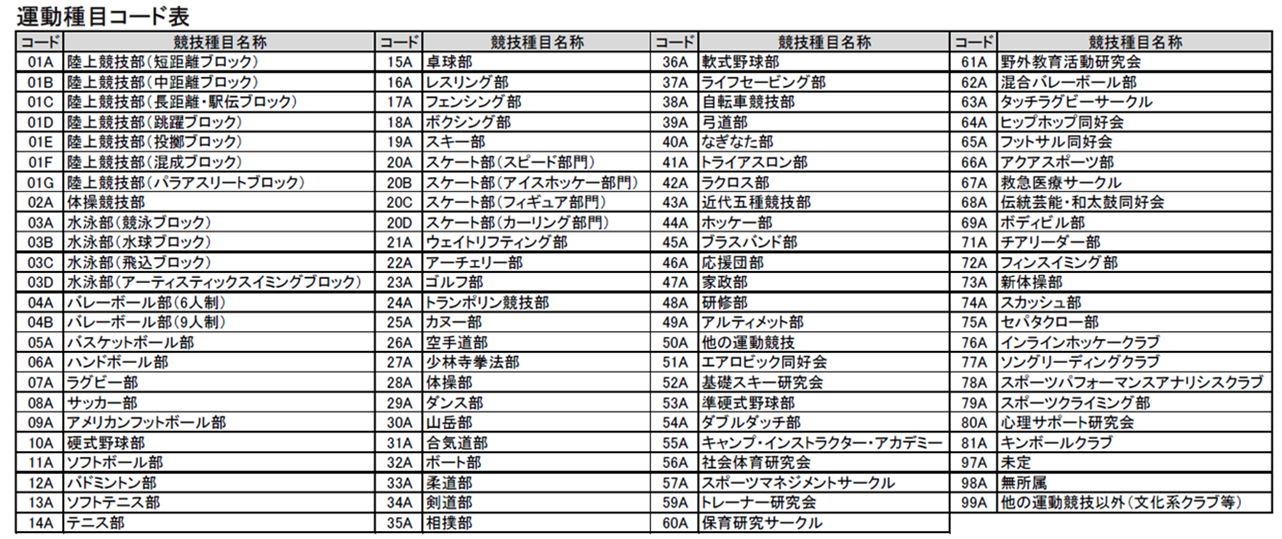 運動種目コード表
コード 競技種目名称 コード 競技種目名称 コード 競技種目名称 コード 競技種目名称
01A 陸上競技部(短距離ブロック) 15A 卓球部 36A 軟式野球部 61A 野外教育活動研究会
01B 陸上競技部(中距離ブロック) 16A レスリング部 37A ライフセービング部 62A 混合バレーボール部
01C 陸上競技部(長距離・駅伝ブロック) 17A フェンシング部 38A 自転車競技部 63A タッチラグビーサークル
01D 陸上競技部(跳躍ブロック) 18A ボクシング部 39A 弓道部 64A ヒップホップ同好会
01E 陸上競技部(投擲ブロック) 19A スキー部 40A なぎなた部 65A フットサル同好会
01F 陸上競技部(混成ブロック) 20A スケート部(スピード部門) 41A トライアスロン部 66A アクアスポーツ部
01G 陸上競技部(パラアスリートブロック) 20B スケート部(アイスホッケー部門) 42A ラクロス部 67A 救急医療サークル
02A 体操競技部 20C スケート部(フィギュア部門) 43A 近代五種競技部 68A 伝統芸能・和太鼓同好会
03A 水泳部(競泳ブロック) 20D スケート部(カーリング部門) 44A ホッケー部 69A ボディビル部
03B 水泳部(水球ブロック) 21A ウェイトリフティング部 45A ブラスバンド部 71A チアリーダー部
03C 水泳部(飛込ブロック) 22A アーチェリー部 46A 応援団部 72A フィンスイミング部
03D 水泳部(アーティスティックスイミングブロック) 23A ゴルフ部 47A 家政部 73A 新体操部
04A バレーボール部(6人制) 24A トランポリン競技部 48A 研修部 74A スカッシュ部
04B バレーボール部(9人制) 25A カヌー部 49A アルティメット部 75A セパタクロー部
05A バスケットボール部 26A 空手道部 50A 他の運動競技 76A インラインホッケークラブ
06A ハンドボール部 27A 少林寺拳法部 51A エアロビック同好会 77A ソングリーディングクラブ
07A ラグビー部 28A 体操部 52A 基礎スキー研究会 78A スポーツパフォーマンスアナリシスクラブ
08A サッカー部 29A ダンス部 53A 準硬式野球部 79A スポーツクライミング部
09A アメリカンフットボール部 30A 山岳部 54A ダブルダッチ部 80A 心理サポート研究会
10A 硬式野球部 31A 合気道部 55A キャンプ・インストラクター・アカデミー 81A キンボールクラブ
11A ソフトボール部 32A ボート部 56A 社会体育研究会 97A 未定
12A バドミントン部 33A 柔道部 57A スポーツマネジメントサークル 98A 無所属
13A ソフトテニス部 34A 剣道部 59A トレーナー研究会 99A 他の運動競技以外(文化系クラブ等)
14A テニス部 35A 相撲部 60A 保育研究サークル